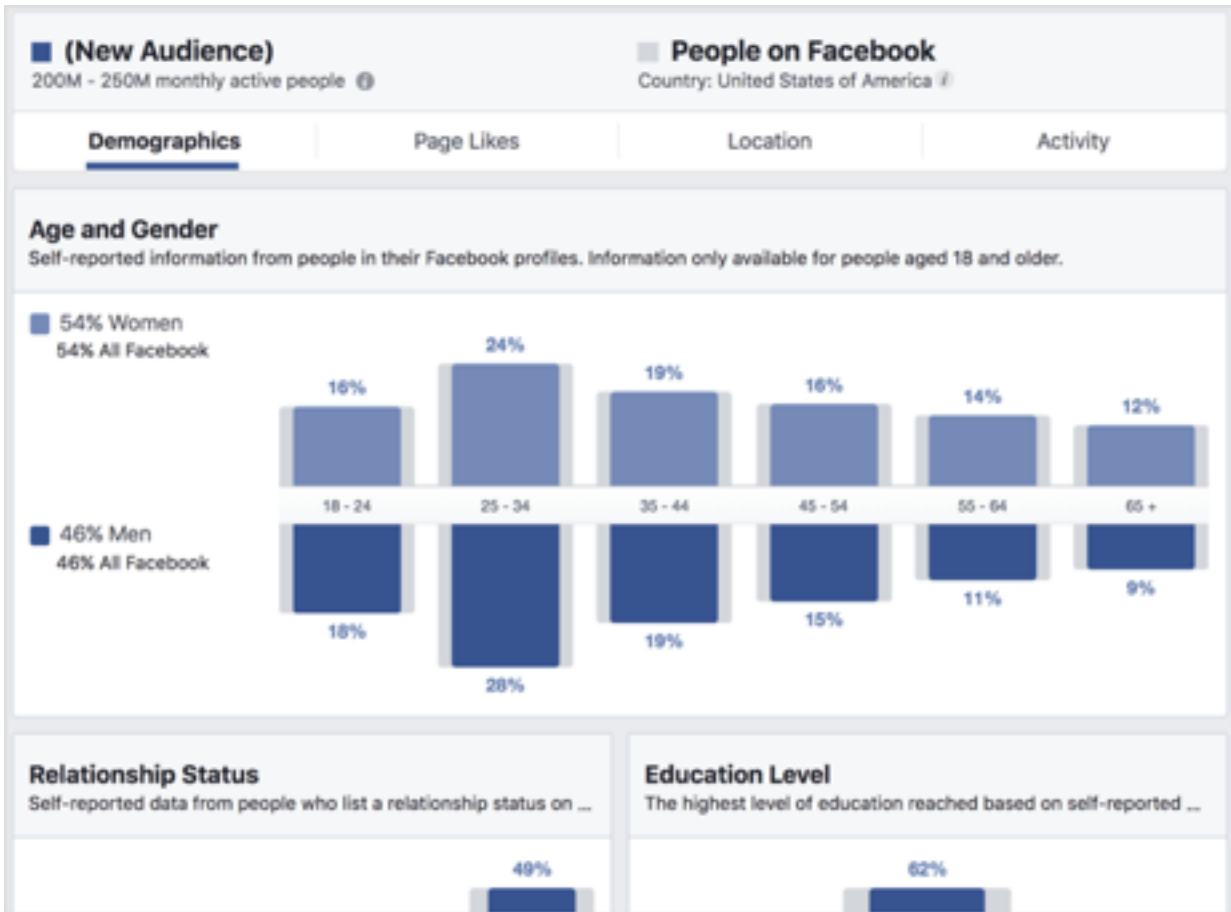 (New Audience)
200M - 250M monthly active people
People on Facebook
Country: United States of America
Demographics
Page Likes
Location
Activity
Age and Gender
Self-reported information from people in their Facebook profiles. Information only available for people aged 18 and older.
54% Women
54% All Facebook
16%
24%
19%
16%
14%
12%
18 - 24
25 - 34
35 - 44
45 - 54
55 - 64
65 +
46% Men
46% All Facebook
18%
28%
19%
15%
11%
9%
Relationship Status
Self-reported data from people who list a relationship status on ...
Education Level
The highest level of education reached based on self-reported ...
49%
62%